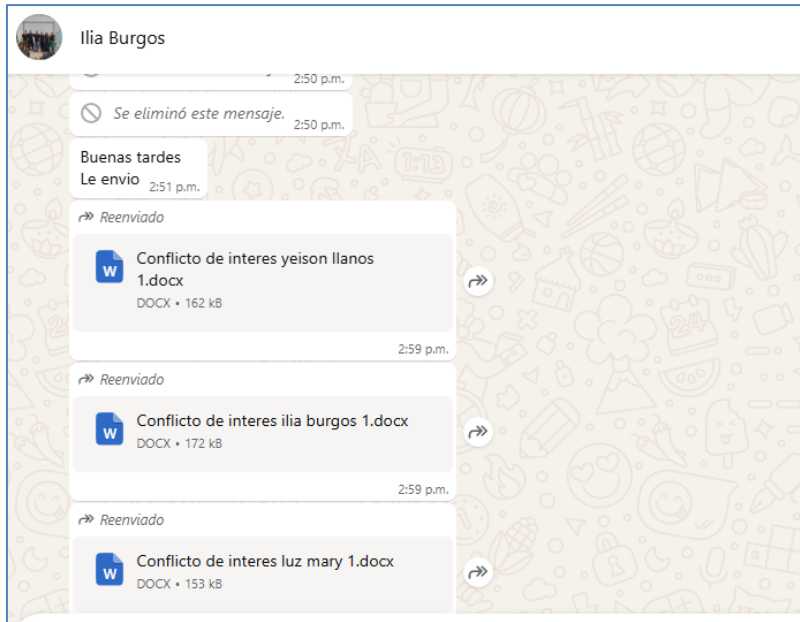 Ilia Burgos
2:50 p.m.
Se eliminó este mensaje.
2:50 p.m.
Buenas tardes
Le envio 2:51 p.m.
Reenviado
Conflicto de interes yeison llanos
1.docx
DOCX • 162 kB
2:59 p.m.
Reenviado
Conflicto de interes ilia burgos 1.docx
DOCX • 172 kB
2:59 p.m.
Reenviado
Conflicto de interes luz mary 1.docx
DOCX • 153 kB